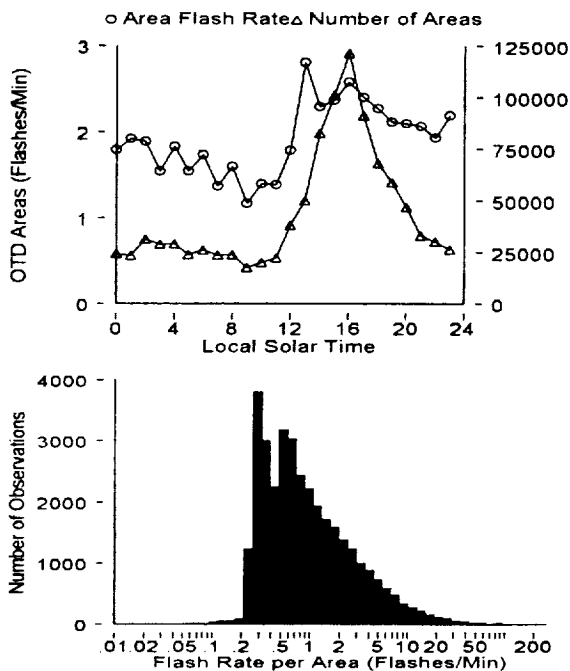 Area Flash Rate Number of Areas
3 125000
100000
2 75000
1 50000
25000
0 0
OTD Areas (Flashes/Min)
0 4 8 12 16 20 24
Local Solar Time
4000
3000
2000
1000
0
Number of Observations
.01 .02 .05 .1 .2 .5 1 2 5 10 20 50 200
Flash Rate per Area (Flashes/Min)